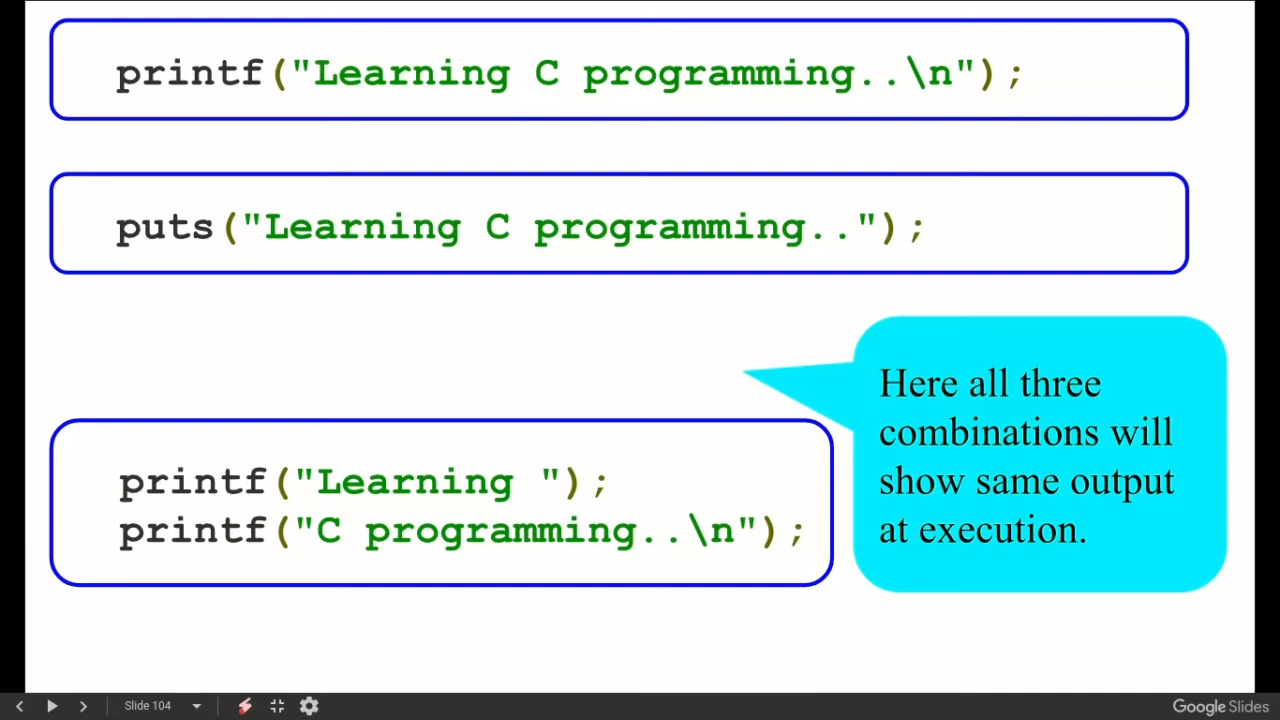 printf("Learning C programming..\n");
puts("Learning C programming..");
Here all three
combinations will
show same output
at execution.
printf("Learning ");
printf("C programming..\n");
Slide 104
Google Slides